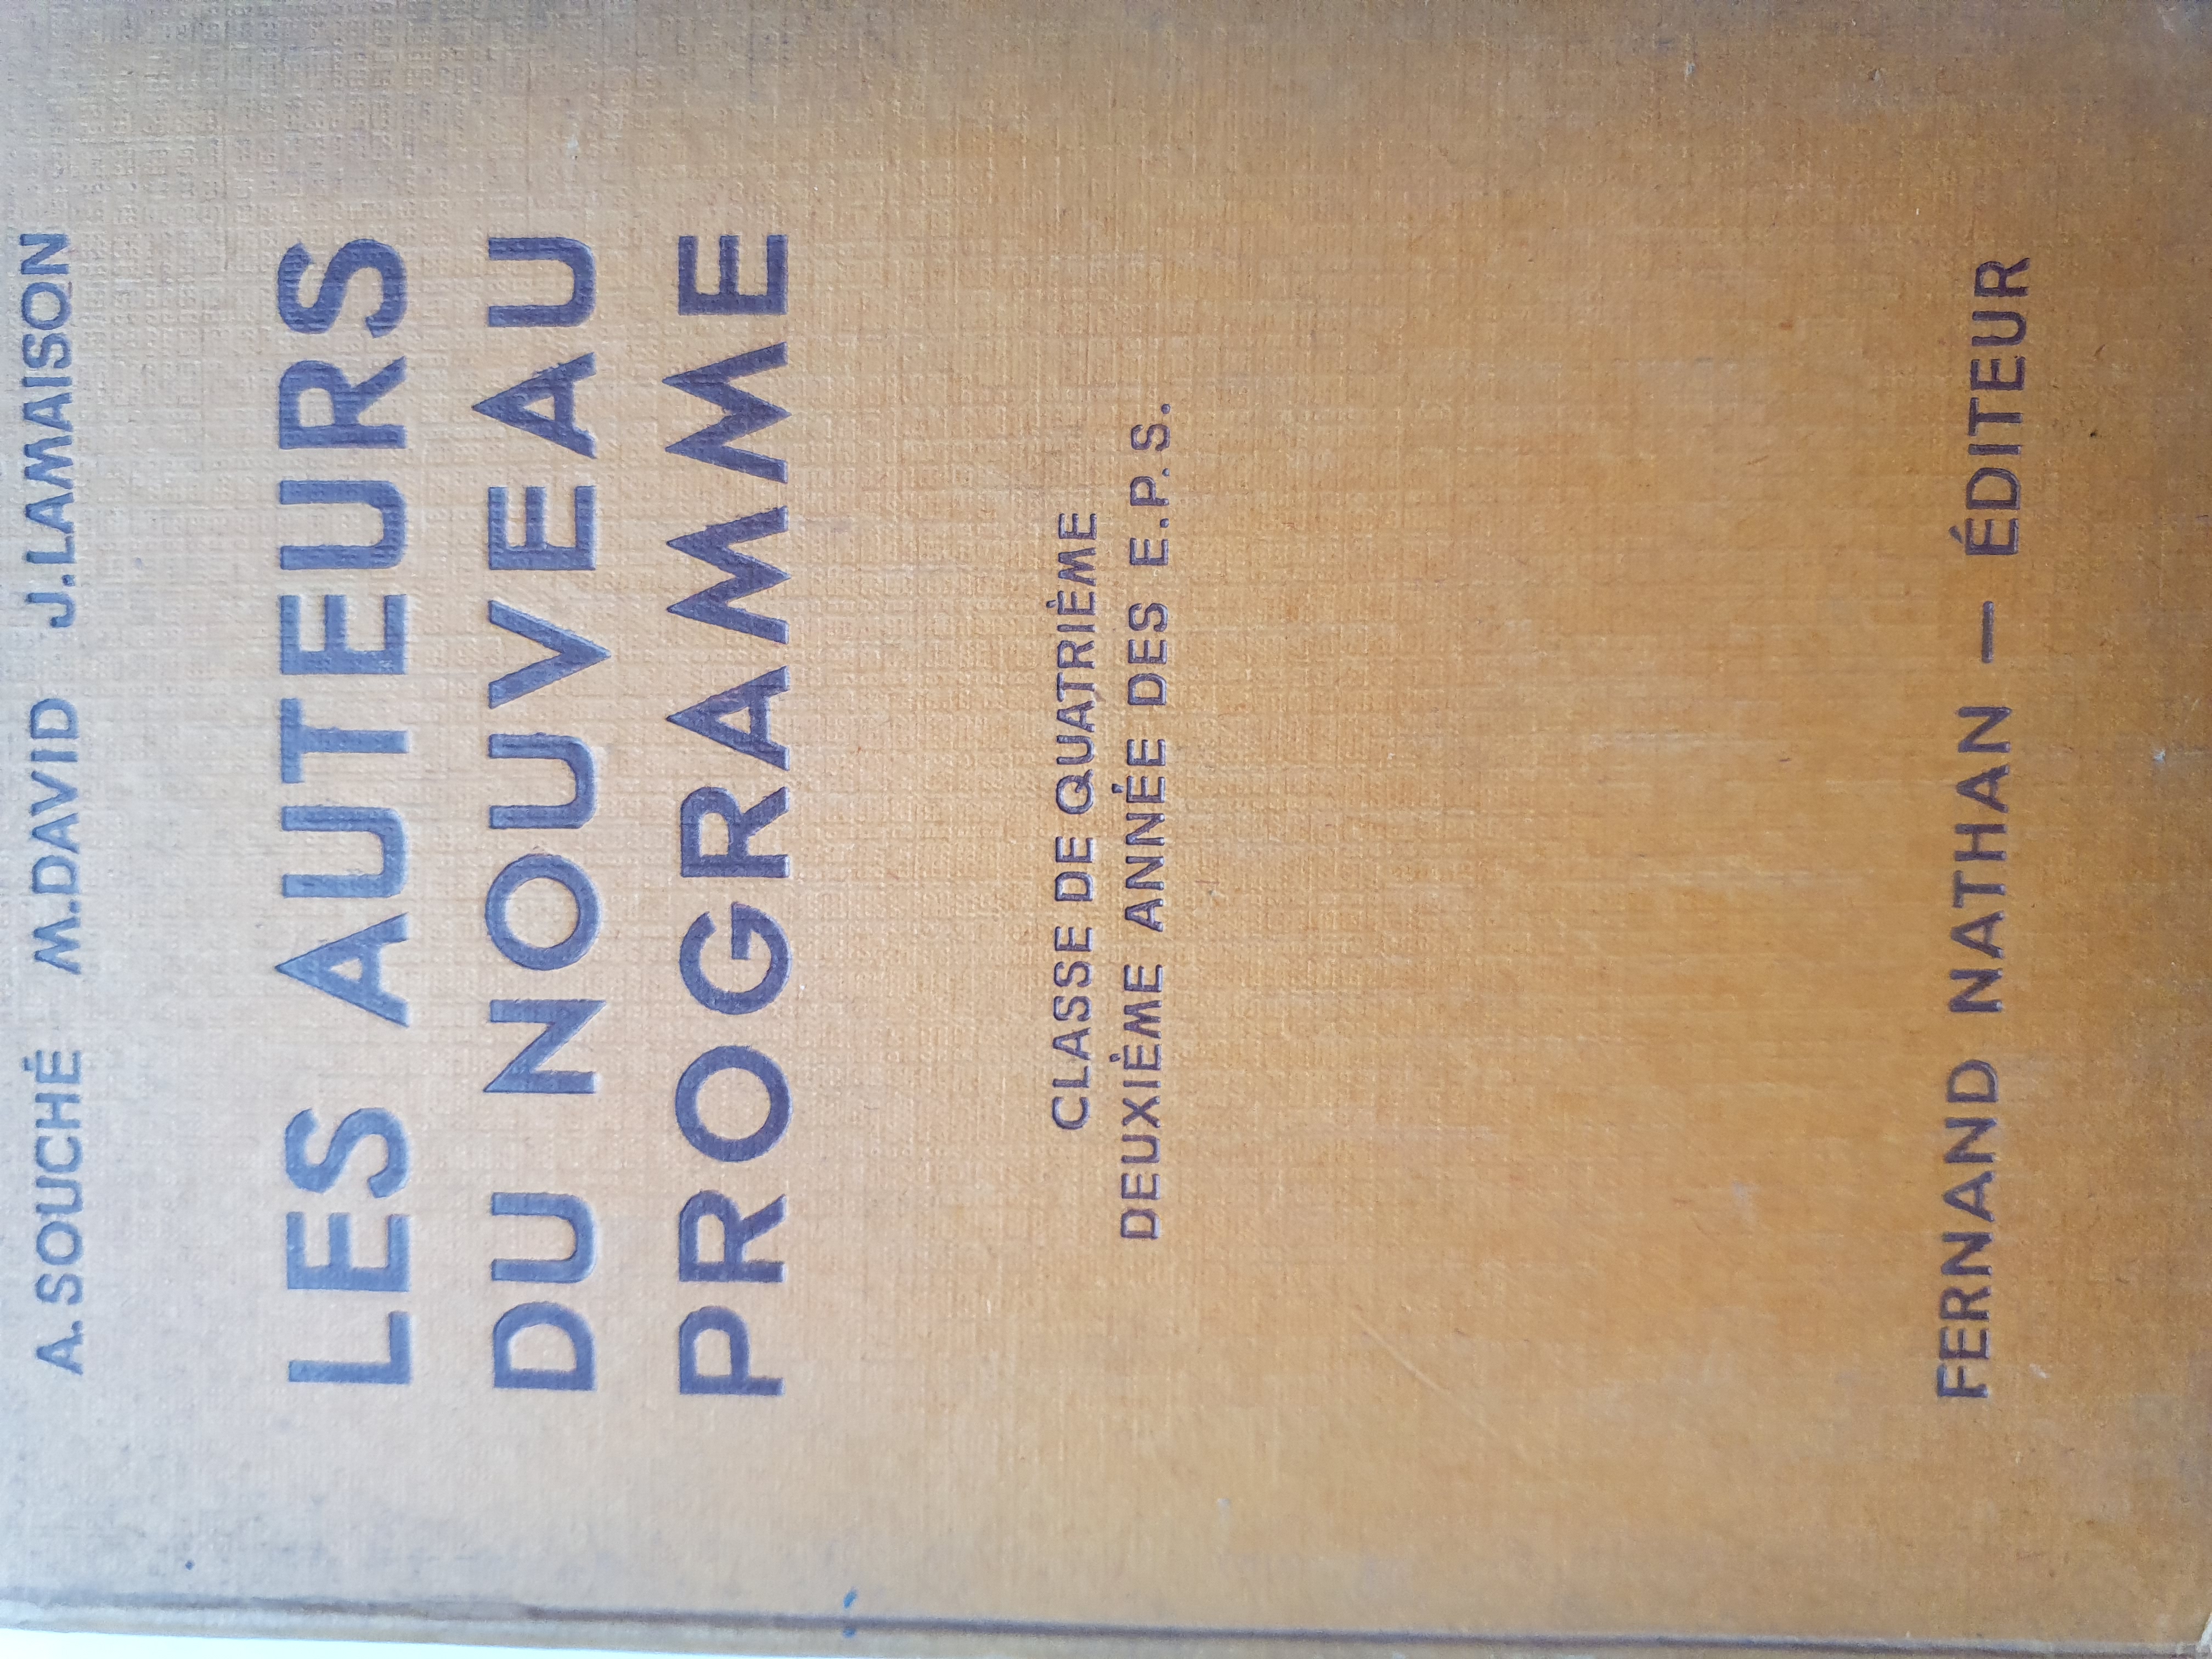 A. SOUCHÉ M. DAVID J. LAMAISON
LES AUTEURS
DU NOUVEAU
PROGRAMME
CLASSE DE QUATRIÈME
DEUXIÈME ANNÉE DES E.P.S.
FERNAND NATHAN — ÉDITEUR